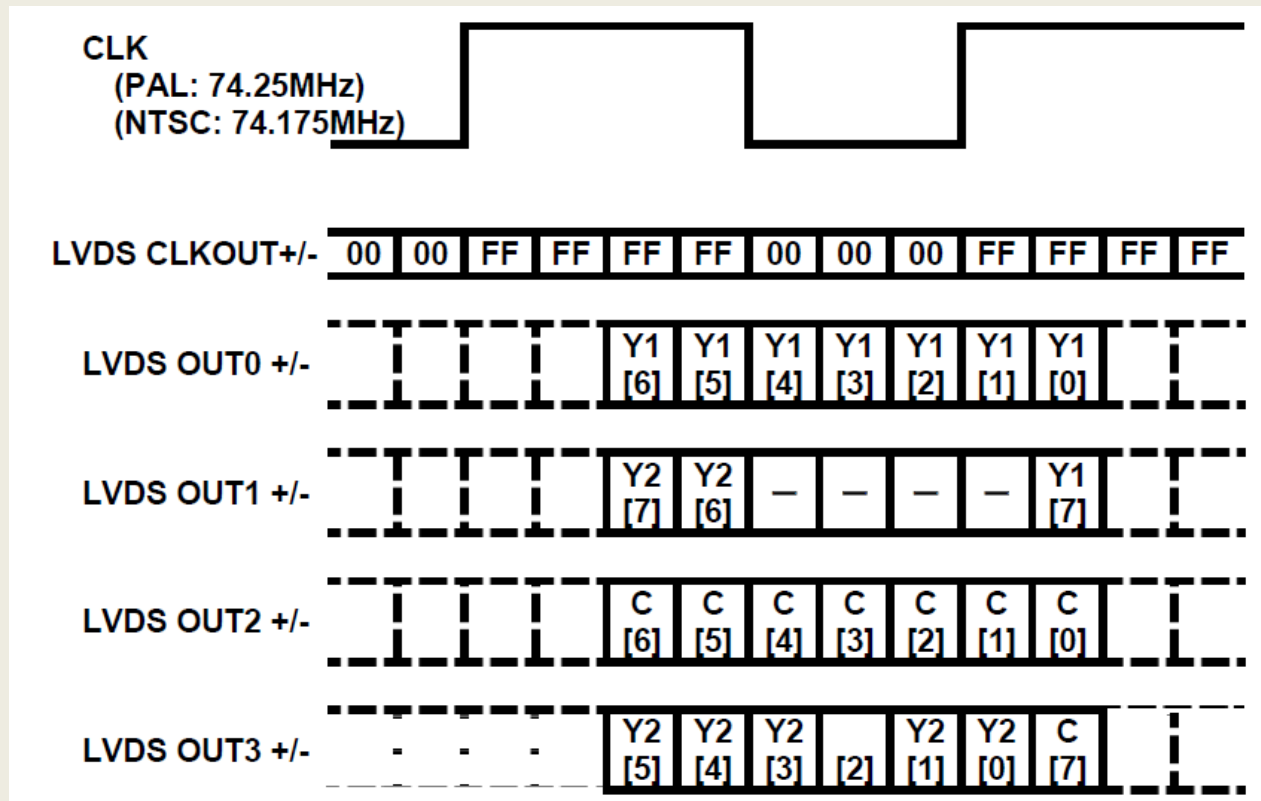 CLK
(PAL: 74.25MHz)
(NTSC: 74.175MHz)
LVDS CLKOUT+/- 00 00 FF FF FF FF 00 00 00 FF FF FF FF
Y1 Y1 Y1 Y1 Y1 Y1 Y1
LVDS OUT0 +/-
[6] [5] [4] [3] [2] [1] [0]
Y2 Y2 – – – – Y1
LVDS OUT1 +/-
[7] [6] [7]
C C C C C C C
LVDS OUT2 +/-
[6] [5] [4] [3] [2] [1] [0]
Y2 Y2 Y2 Y2 Y2 C
LVDS OUT3 +/-
[5] [4] [3] [2] [1] [0] [7]